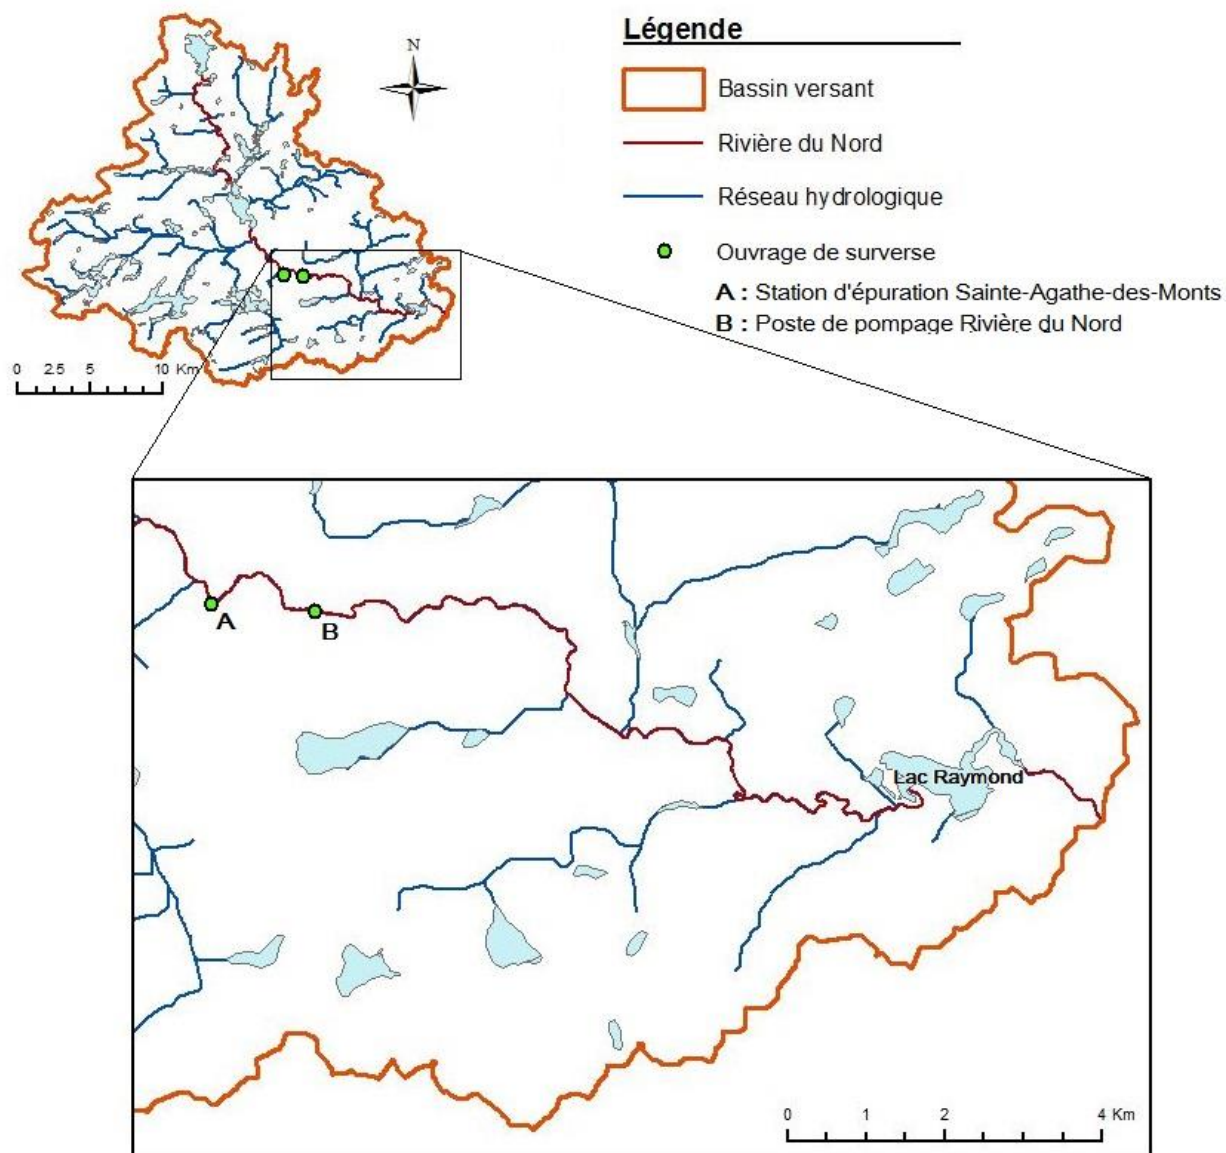 N
Légende
Bassin versant
Rivière du Nord
Réseau hydrologique
Ouvrage de surverse
A : Station d'épuration Sainte-Agathe-des-Monts
B : Poste de pompage Rivière du Nord
0 2.5 5 10 Km
A
B
Lac Raymond
0 1 2 4 Km